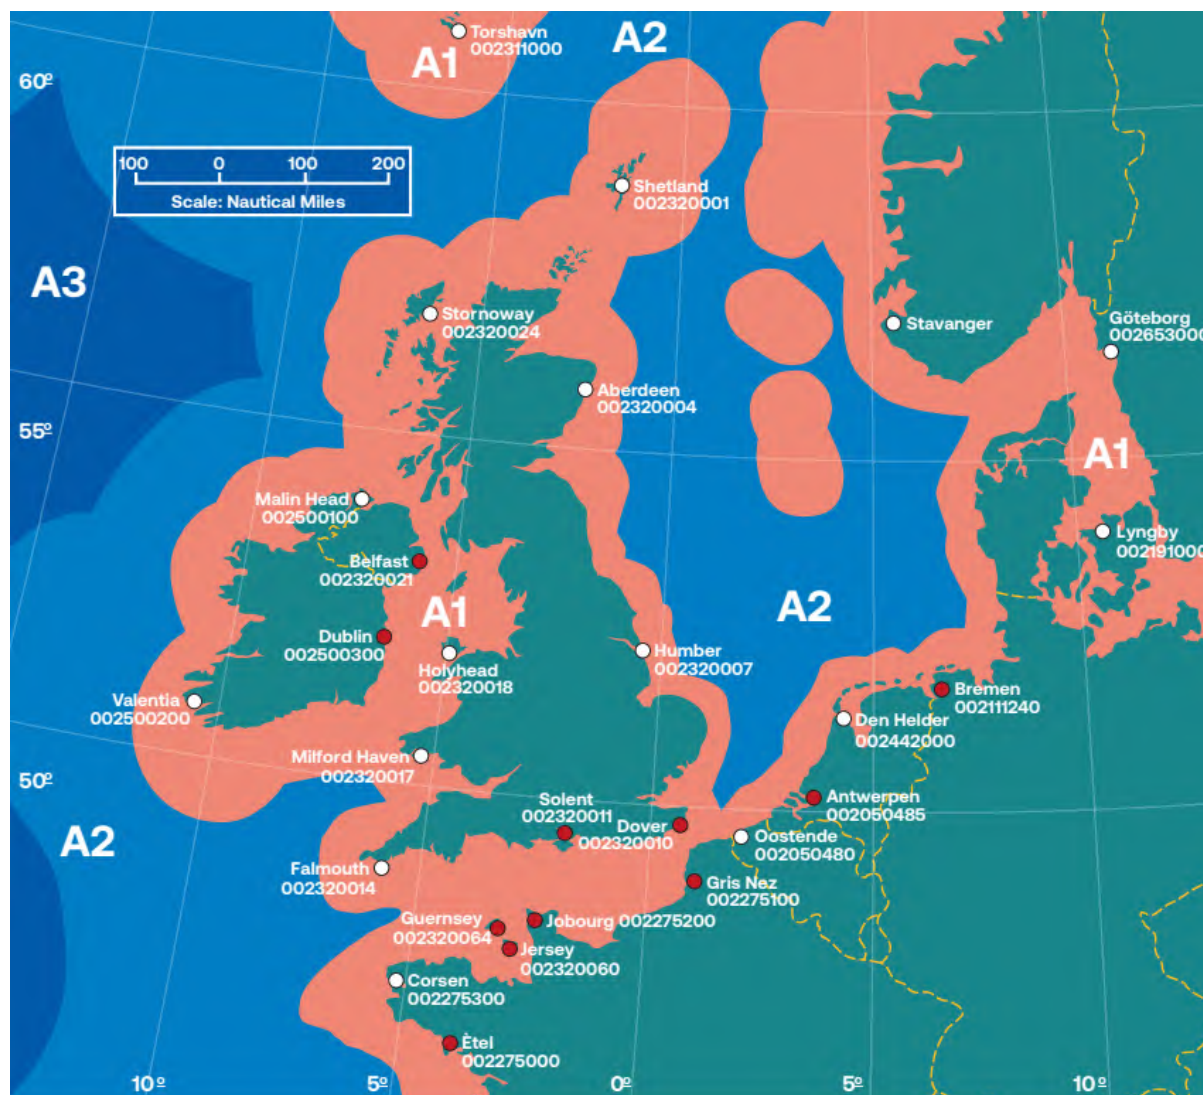 Torshavn
002311000
A2
A1
60º
100 0 100 200
Scale: Nautical Miles
Shetland
002320001
A3
Stornoway
002320024
Stavanger
Göteborg
002653000
Aberdeen
002320004
55º
A1
Malin Head
002500100
Lyngby
002191000
Belfast
002320021
A1
A2
Dublin
002500300
Humber
002320007
Holyhead
002320018
Valentia
002500200
Bremen
002111240
Den Helder
002442000
Milford Haven
002320017
50º
Solent
002320011
Antwerpen
002050485
Dover
002320010
Oostende
002050480
A2
Falmouth
002320014
Gris Nez
002275100
Guernsey
002320064
Jobourg 002275200
Jersey
002320060
Corsen
002275300
Ètel
002275000
10º 5º 0º 5º 10º